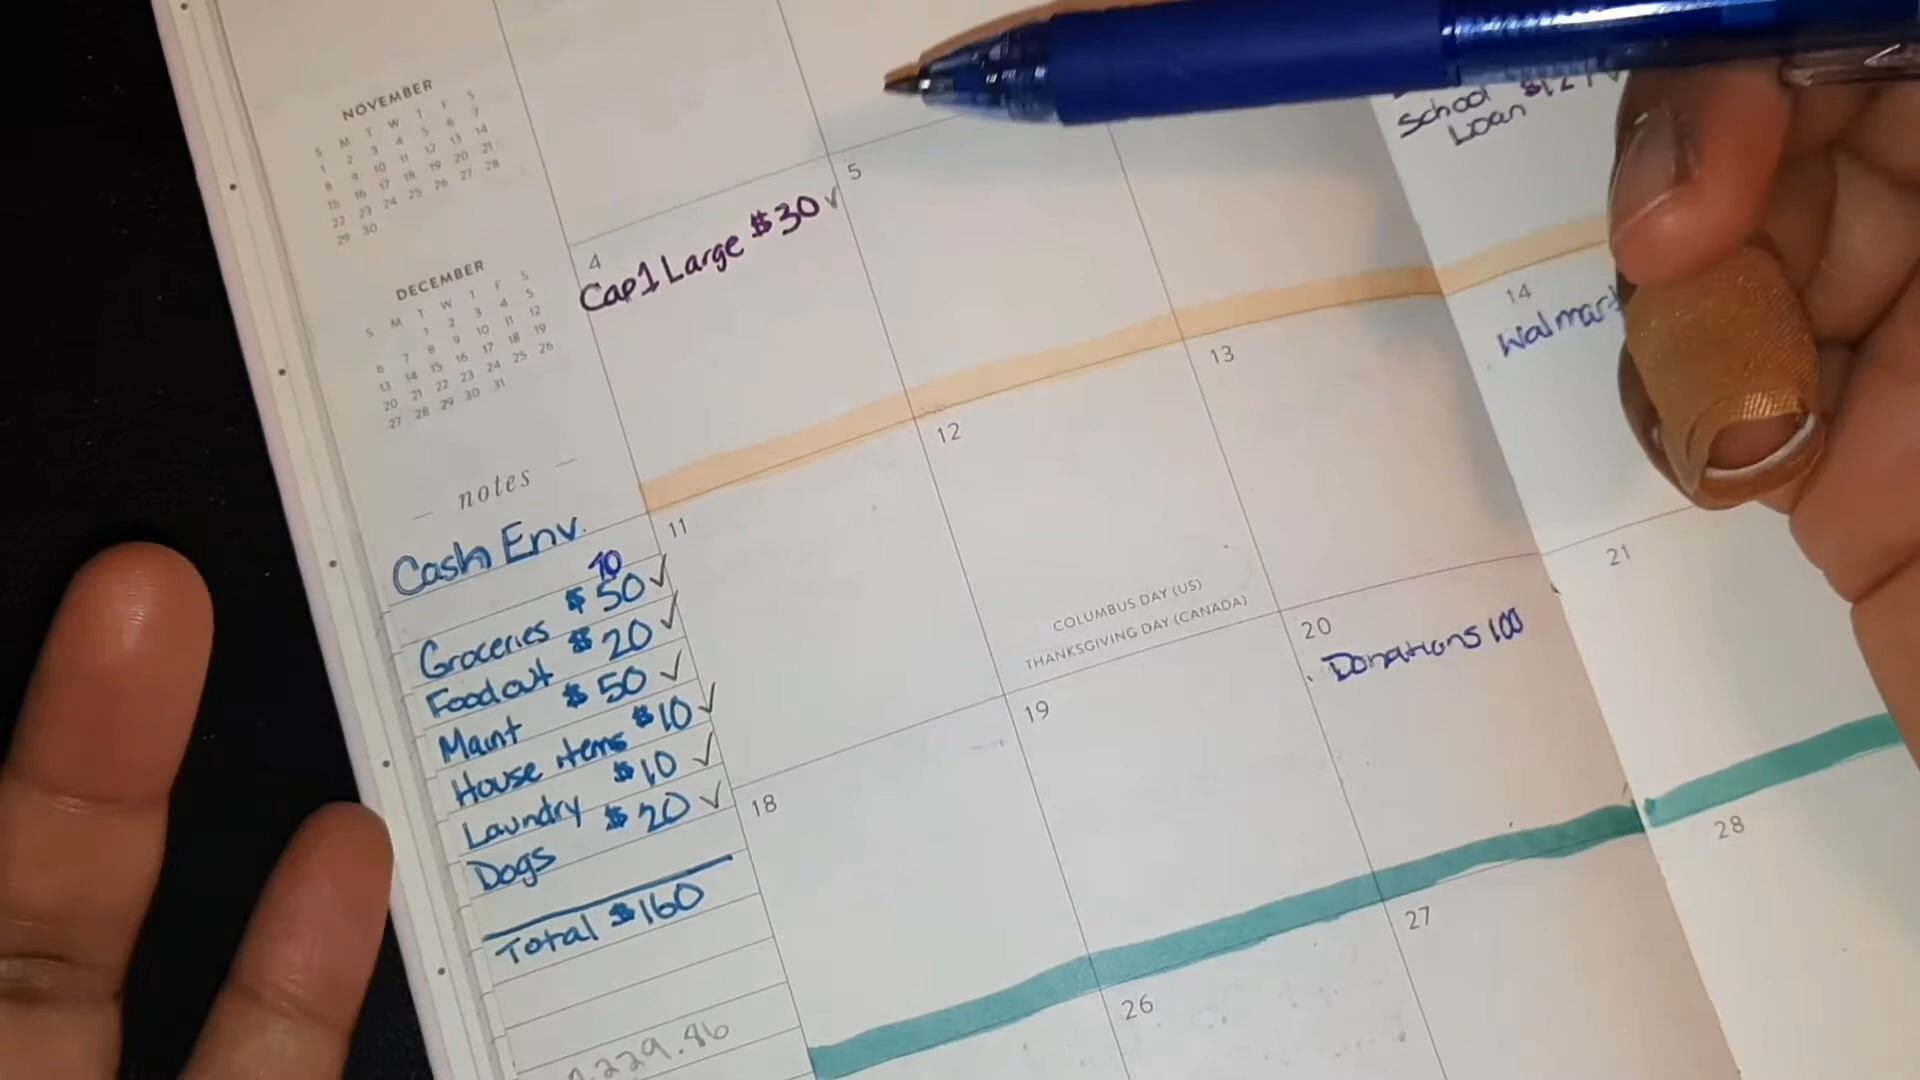 NOVEMBER
S M T W T F S
1 2 3 4 5 6 7
8 9 10 11 12 13 14
15 16 17 18 19 20 21
22 23 24 25 26 27 28
29 30
DECEMBER
S M T W T F S
1 2 3 4 5
6 7 8 9 10 11 12
13 14 15 16 17 18 19
20 21 22 23 24 25 26
27 28 29 30 31
notes
Cash Env.
70
Groceries $50 ✓
Food out $20 ✓
Maint $50 ✓
House items $10 ✓
Laundry $10 ✓
Dogs $20 ✓
Total $160
229.86
School
Loan
4
Cap1 Large $30 ✓
5
11
12
COLUMBUS DAY (US)
THANKSGIVING DAY (CANADA)
13
14
Walmart
18
19
20
Donations 100
21
26
27
28